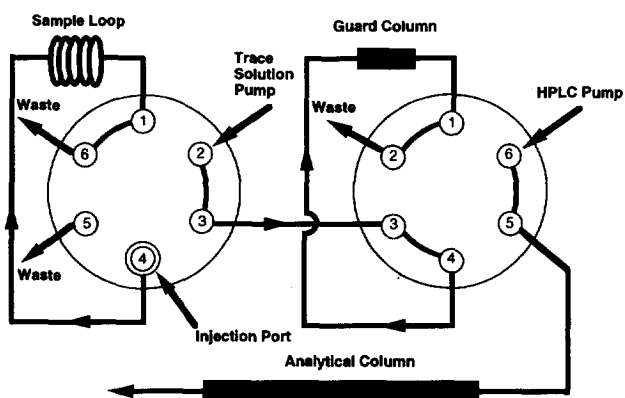 Sample Loop
Guard Column
Trace
Solution
Pump
HPLC Pump
Waste
Waste
1
6
2
5
3
4
1
2
6
3
5
4
Waste
Injection Port
Analytical Column